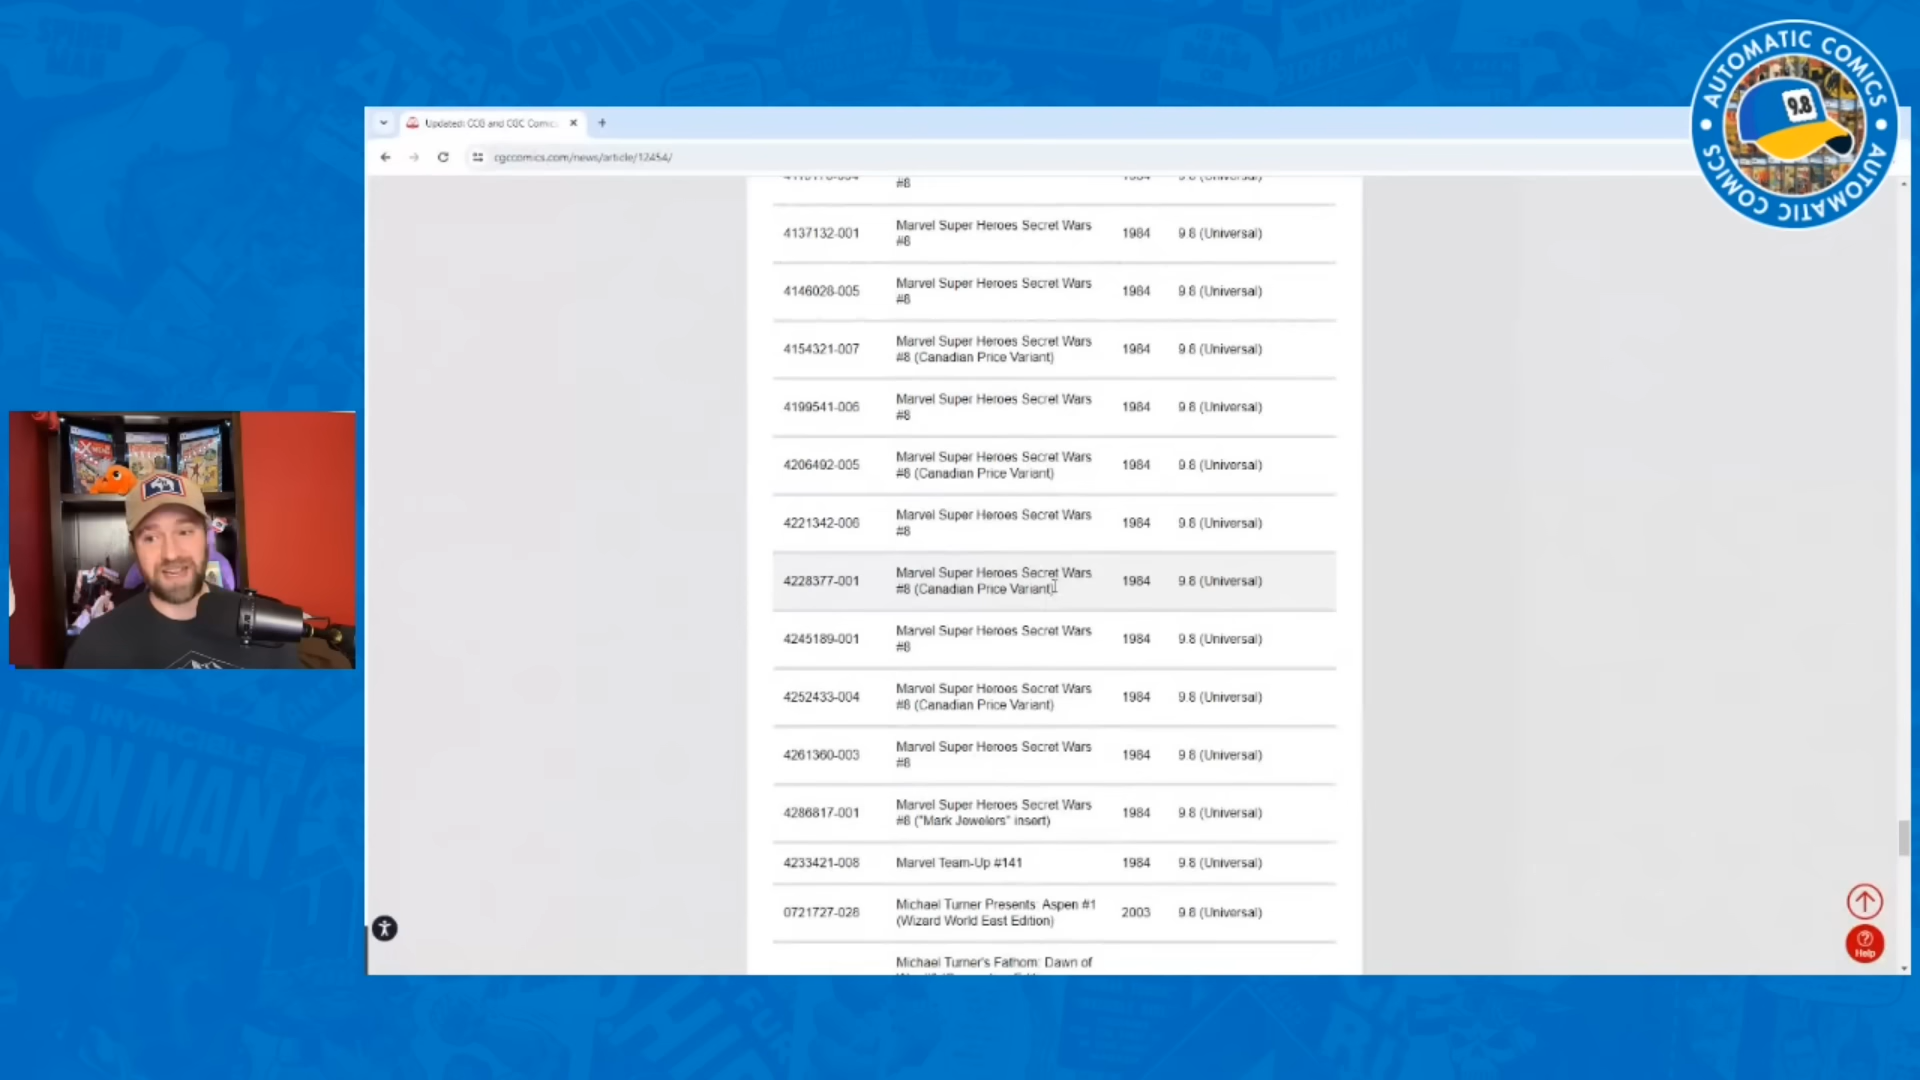 AUTOMATIC COMICS
AUTOMATIC COMICS
9.8
Updated: CCG and CGC Comics
cgccomics.com/news/article/12454/
#8
4137132-001 Marvel Super Heroes Secret Wars 1984 9.8 (Universal)
#8
4146028-005 Marvel Super Heroes Secret Wars 1984 9.8 (Universal)
#8
4154321-007 Marvel Super Heroes Secret Wars 1984 9.8 (Universal)
#8 (Canadian Price Variant)
4199541-006 Marvel Super Heroes Secret Wars 1984 9.8 (Universal)
#8
4206492-005 Marvel Super Heroes Secret Wars 1984 9.8 (Universal)
#8 (Canadian Price Variant)
4221342-006 Marvel Super Heroes Secret Wars 1984 9.8 (Universal)
#8
4228377-001 Marvel Super Heroes Secret Wars 1984 9.8 (Universal)
#8 (Canadian Price Variant)
4245189-001 Marvel Super Heroes Secret Wars 1984 9.8 (Universal)
#8
4252433-004 Marvel Super Heroes Secret Wars 1984 9.8 (Universal)
#8 (Canadian Price Variant)
4261360-003 Marvel Super Heroes Secret Wars 1984 9.8 (Universal)
#8
4286817-001 Marvel Super Heroes Secret Wars 1984 9.8 (Universal)
#8 ("Mark Jewelers" insert)
4233421-008 Marvel Team-Up #141 1984 9.8 (Universal)
0721727-028 Michael Turner Presents: Aspen #1 2003 9.8 (Universal)
(Wizard World East Edition)
Michael Turner's Fathom: Dawn of
Help
THE INVINCIBLE
IRON MAN